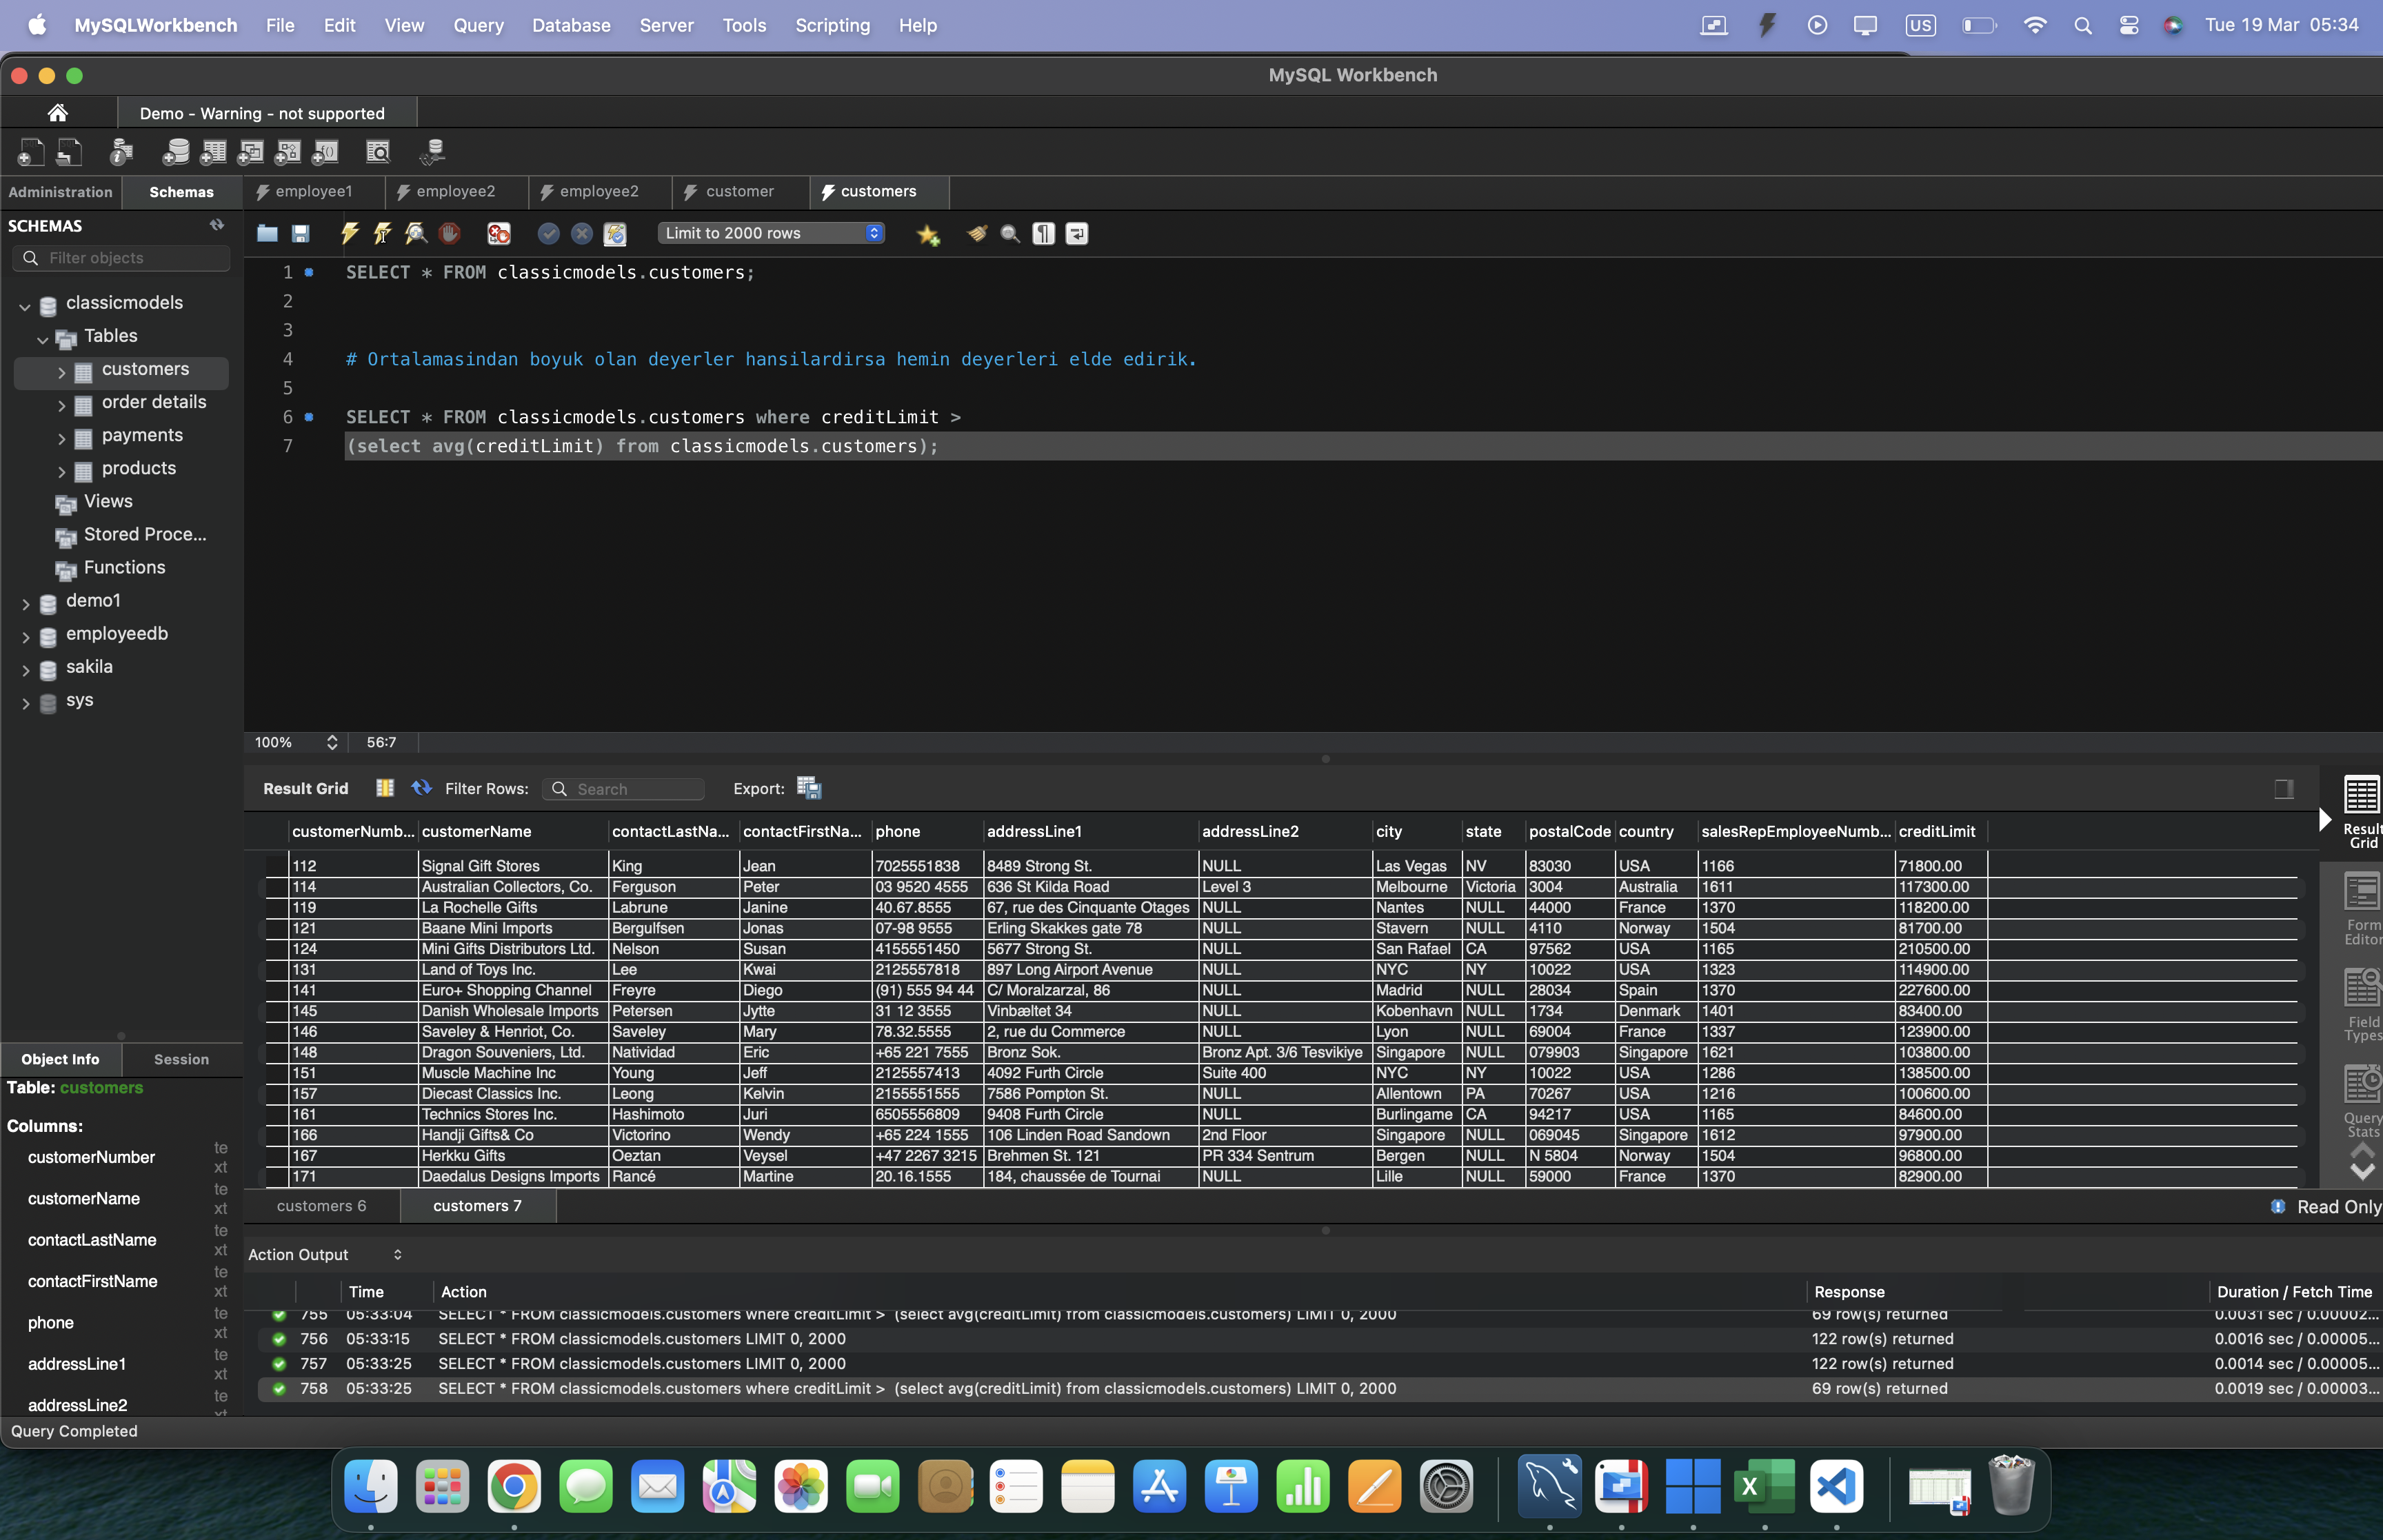 MySQLWorkbench File Edit View Query Database Server Tools Scripting Help US Tue 19 Mar 05:34
MySQL Workbench
Demo - Warning - not supported
Administration Schemas employee1 employee2 employee2 customer customers
SCHEMAS
Filter objects
Limit to 2000 rows
classicmodels
Tables
customers
order details
payments
products
Views
Stored Proce...
Functions
demo1
employeedb
sakila
sys
1 SELECT * FROM classicmodels.customers;
2
3
4 # Ortalamasindan boyuk olan deyerler hansilardirsa hemin deyerleri elde edirik.
5
6 SELECT * FROM classicmodels.customers where creditLimit >
7 (select avg(creditLimit) from classicmodels.customers);
100% 56:7
Result Grid Filter Rows: Search Export:
customerNumb... customerName contactLastNa... contactFirstNa... phone addressLine1 addressLine2 city state postalCode country salesRepEmployeeNumb... creditLimit
112 Signal Gift Stores King Jean 7025551838 8489 Strong St. NULL Las Vegas NV 83030 USA 1166 71800.00
114 Australian Collectors, Co. Ferguson Peter 03 9520 4555 636 St Kilda Road Level 3 Melbourne Victoria 3004 Australia 1611 117300.00
119 La Rochelle Gifts Labrune Janine 40.67.8555 67, rue des Cinquante Otages NULL Nantes NULL 44000 France 1370 118200.00
121 Baane Mini Imports Bergulfsen Jonas 07-98 9555 Erling Skakkes gate 78 NULL Stavern NULL 4110 Norway 1504 81700.00
124 Mini Gifts Distributors Ltd. Nelson Susan 4155551450 5677 Strong St. NULL San Rafael CA 97562 USA 1165 210500.00
131 Land of Toys Inc. Lee Kwai 2125557818 897 Long Airport Avenue NULL NYC NY 10022 USA 1323 114900.00
141 Euro+ Shopping Channel Freyre Diego (91) 555 94 44 C/ Moralzarzal, 86 NULL Madrid NULL 28034 Spain 1370 227600.00
145 Danish Wholesale Imports Petersen Jytte 31 12 3555 Vinbæltet 34 NULL Kobenhavn NULL 1734 Denmark 1401 83400.00
146 Saveley & Henriot, Co. Saveley Mary 78.32.5555 2, rue du Commerce NULL Lyon NULL 69004 France 1337 123900.00
148 Dragon Souveniers, Ltd. Natividad Eric +65 221 7555 Bronz Sok. Bronz Apt. 3/6 Tesvikiye Singapore NULL 079903 Singapore 1621 103800.00
151 Muscle Machine Inc Young Jeff 2125557413 4092 Furth Circle Suite 400 NYC NY 10022 USA 1286 138500.00
157 Diecast Classics Inc. Leong Kelvin 2155551555 7586 Pompton St. NULL Allentown PA 70267 USA 1216 100600.00
161 Technics Stores Inc. Hashimoto Juri 6505556809 9408 Furth Circle NULL Burlingame CA 94217 USA 1165 84600.00
166 Handji Gifts& Co Victorino Wendy +65 224 1555 106 Linden Road Sandown 2nd Floor Singapore NULL 069045 Singapore 1612 97900.00
167 Herkku Gifts Oeztan Veysel +47 2267 3215 Brehmen St. 121 PR 334 Sentrum Bergen NULL N 5804 Norway 1504 96800.00
171 Daedalus Designs Imports Rancé Martine 20.16.1555 184, chaussée de Tournai NULL Lille NULL 59000 France 1370 82900.00
Result
Grid
Form
Editor
Field
Types
Query
Stats
customers 6 customers 7 Read Only
Object Info Session
Table: customers
Columns:
customerNumber te
xt
customerName te
xt
contactLastName te
xt
contactFirstName te
xt
phone te
xt
addressLine1 te
xt
addressLine2 te
xt
Action Output
Time Action Response Duration / Fetch Time
755 05:33:04 SELECT * FROM classicmodels.customers where creditLimit > (select avg(creditLimit) from classicmodels.customers) LIMIT 0, 2000 69 row(s) returned 0.0031 sec / 0.00002...
756 05:33:15 SELECT * FROM classicmodels.customers LIMIT 0, 2000 122 row(s) returned 0.0016 sec / 0.00005...
757 05:33:25 SELECT * FROM classicmodels.customers LIMIT 0, 2000 122 row(s) returned 0.0014 sec / 0.00005...
758 05:33:25 SELECT * FROM classicmodels.customers where creditLimit > (select avg(creditLimit) from classicmodels.customers) LIMIT 0, 2000 69 row(s) returned 0.0019 sec / 0.00003...
Query Completed